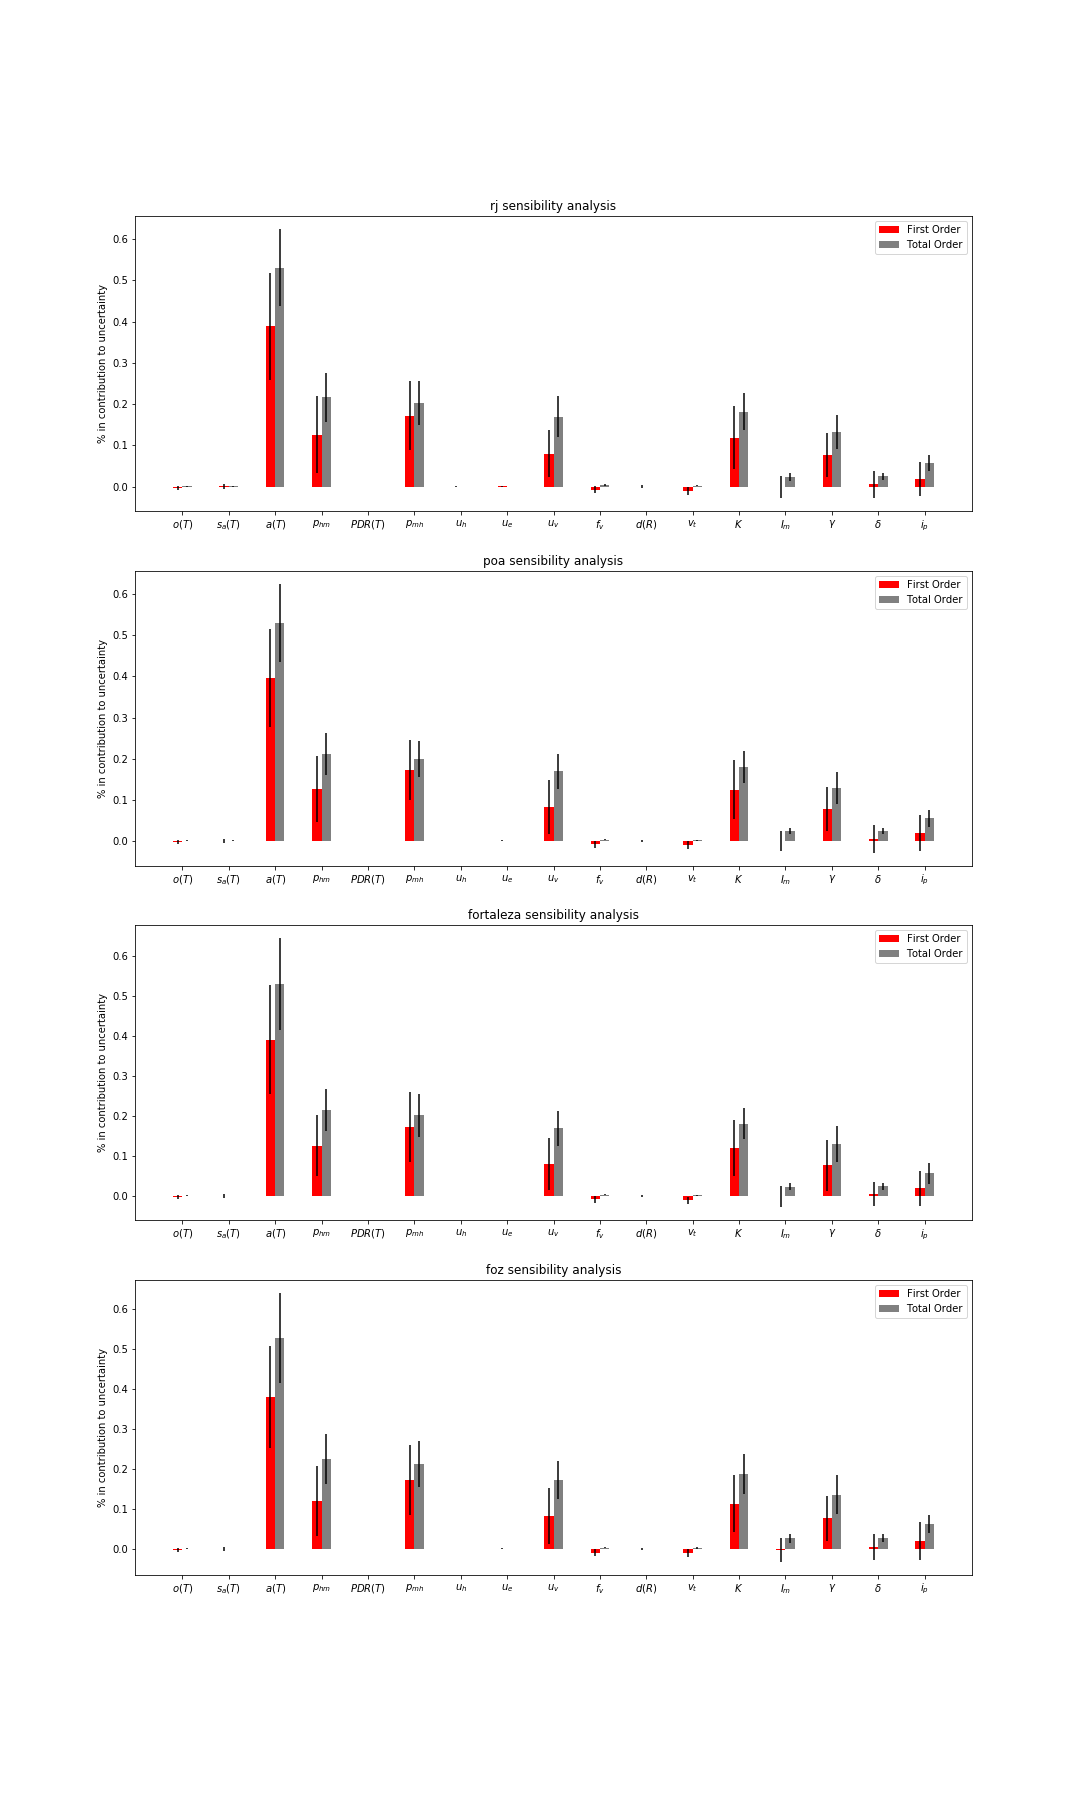 rj sensibility analysis
% in contribution to uncertainty
First Order
Total Order
0.6
0.5
0.4
0.3
0.2
0.1
0.0
o(T) sₐ(T) a(T) pₕₘ PDR(T) pₘₕ uₕ uₑ uᵥ fᵥ d(R) vₜ K lₘ γ δ iₚ
poa sensibility analysis
% in contribution to uncertainty
First Order
Total Order
0.6
0.5
0.4
0.3
0.2
0.1
0.0
o(T) sₐ(T) a(T) pₕₘ PDR(T) pₘₕ uₕ uₑ uᵥ fᵥ d(R) vₜ K lₘ γ δ iₚ
fortaleza sensibility analysis
% in contribution to uncertainty
First Order
Total Order
0.6
0.5
0.4
0.3
0.2
0.1
0.0
o(T) sₐ(T) a(T) pₕₘ PDR(T) pₘₕ uₕ uₑ uᵥ fᵥ d(R) vₜ K lₘ γ δ iₚ
foz sensibility analysis
% in contribution to uncertainty
First Order
Total Order
0.6
0.5
0.4
0.3
0.2
0.1
0.0
o(T) sₐ(T) a(T) pₕₘ PDR(T) pₘₕ uₕ uₑ uᵥ fᵥ d(R) vₜ K lₘ γ δ iₚ